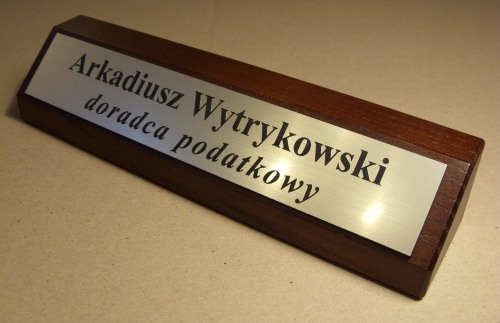 Arkadiusz Wytrykowski
doradca podatkowy